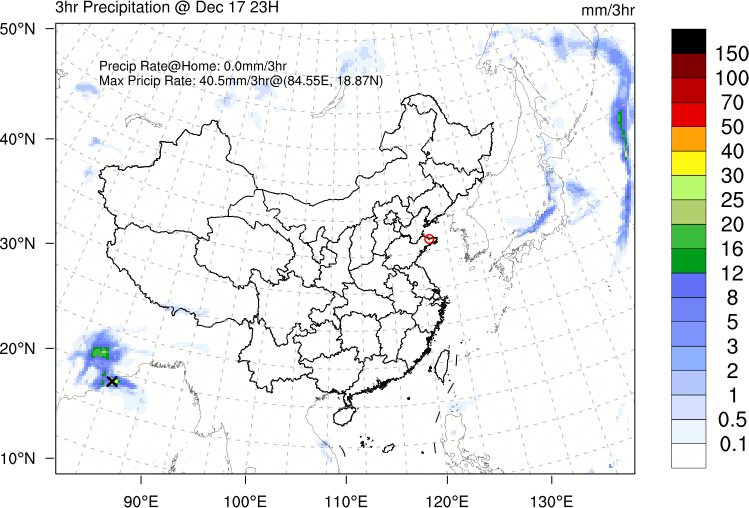 3hr Precipitation @ Dec 17 23H
mm/3hr
Precip Rate@Home: 0.0mm/3hr
Max Pricip Rate: 40.5mm/3hr@(84.55E, 18.87N)
50°N
40°N
30°N
20°N
10°N
90°E
100°E
110°E
120°E
130°E
150
100
70
50
40
30
25
20
16
12
8
5
3
2
1
0.5
0.1